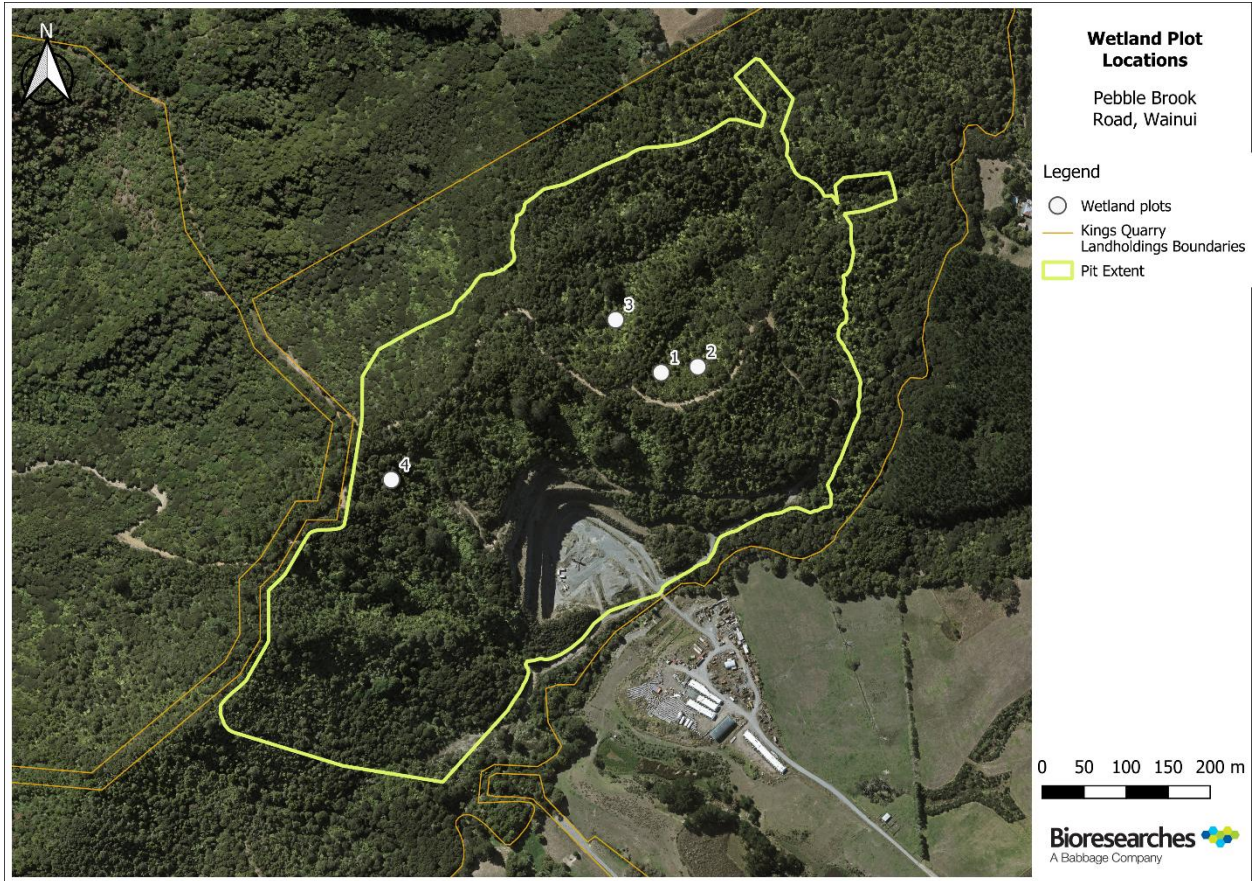 N
3
1
2
4
Wetland Plot
Locations
Pebble Brook
Road, Wainui
Legend
Wetland plots
Kings Quarry
Landholdings Boundaries
Pit Extent
0 50 100 150 200 m
Bioresearches
A Babbage Company